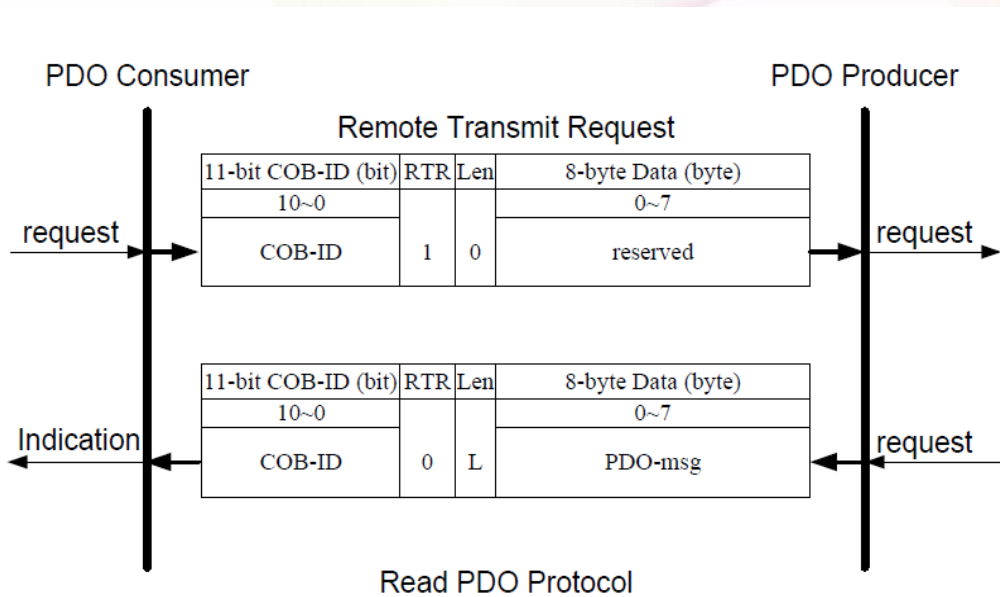 PDO Consumer PDO Producer
Remote Transmit Request
11-bit COB-ID (bit) RTR Len 8-byte Data (byte)
10~0 0~7
request COB-ID 1 0 reserved request
11-bit COB-ID (bit) RTR Len 8-byte Data (byte)
10~0 0~7
Indication COB-ID 0 L PDO-msg request
Read PDO Protocol